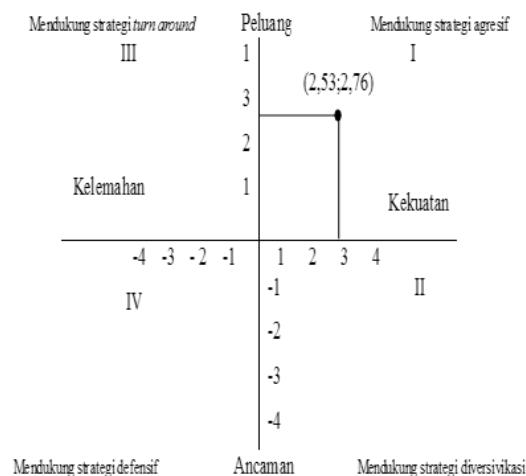 Mendukung strategi turn around Peluang Mendukung strategi agresif
III 1 I
(2,53;2,76)
3
2
Kelemahan 1 Kekuatan
-4 -3 -2 -1 1 2 3 4
IV -1 II
-2
-3
-4
Mendukung strategi defensif Ancaman Mendukung strategi diversivikasi